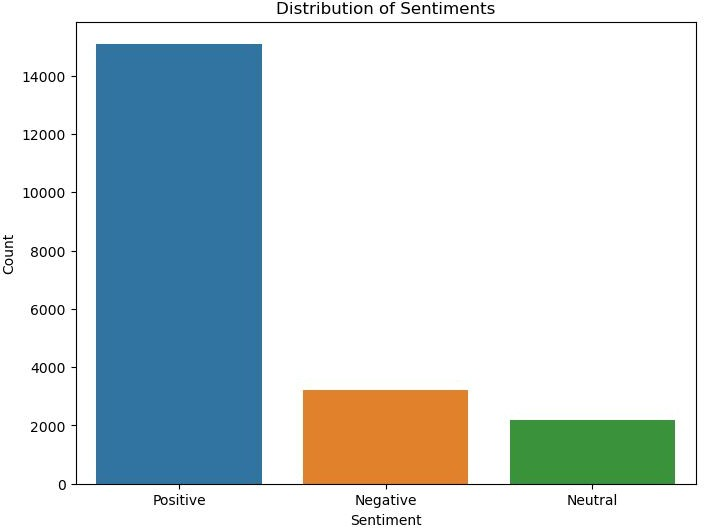 Distribution of Sentiments
14000
12000
10000
8000
6000
4000
2000
0
Count
Positive
Negative
Neutral
Sentiment